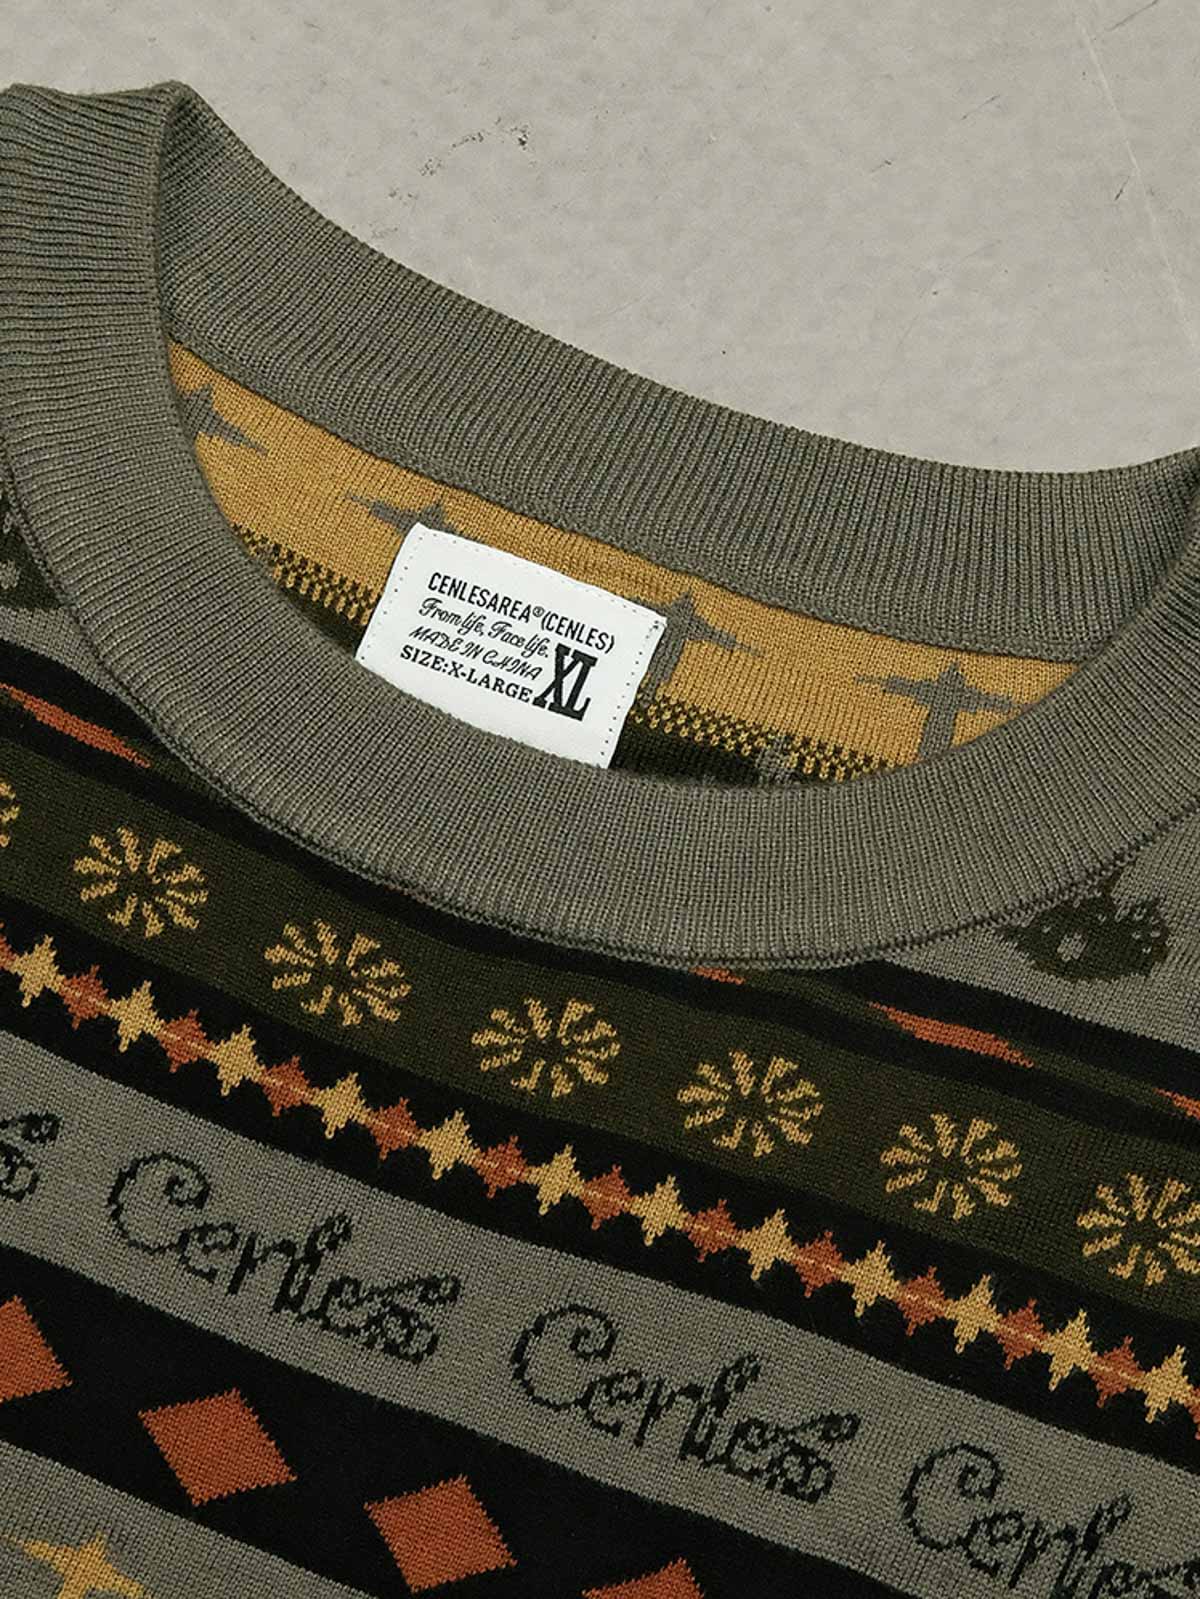 CENLESAREA®(CENLES)
From life, Face life.
MADE IN CHINA
SIZE:X-LARGE XL
Cenles Cenles Cenles